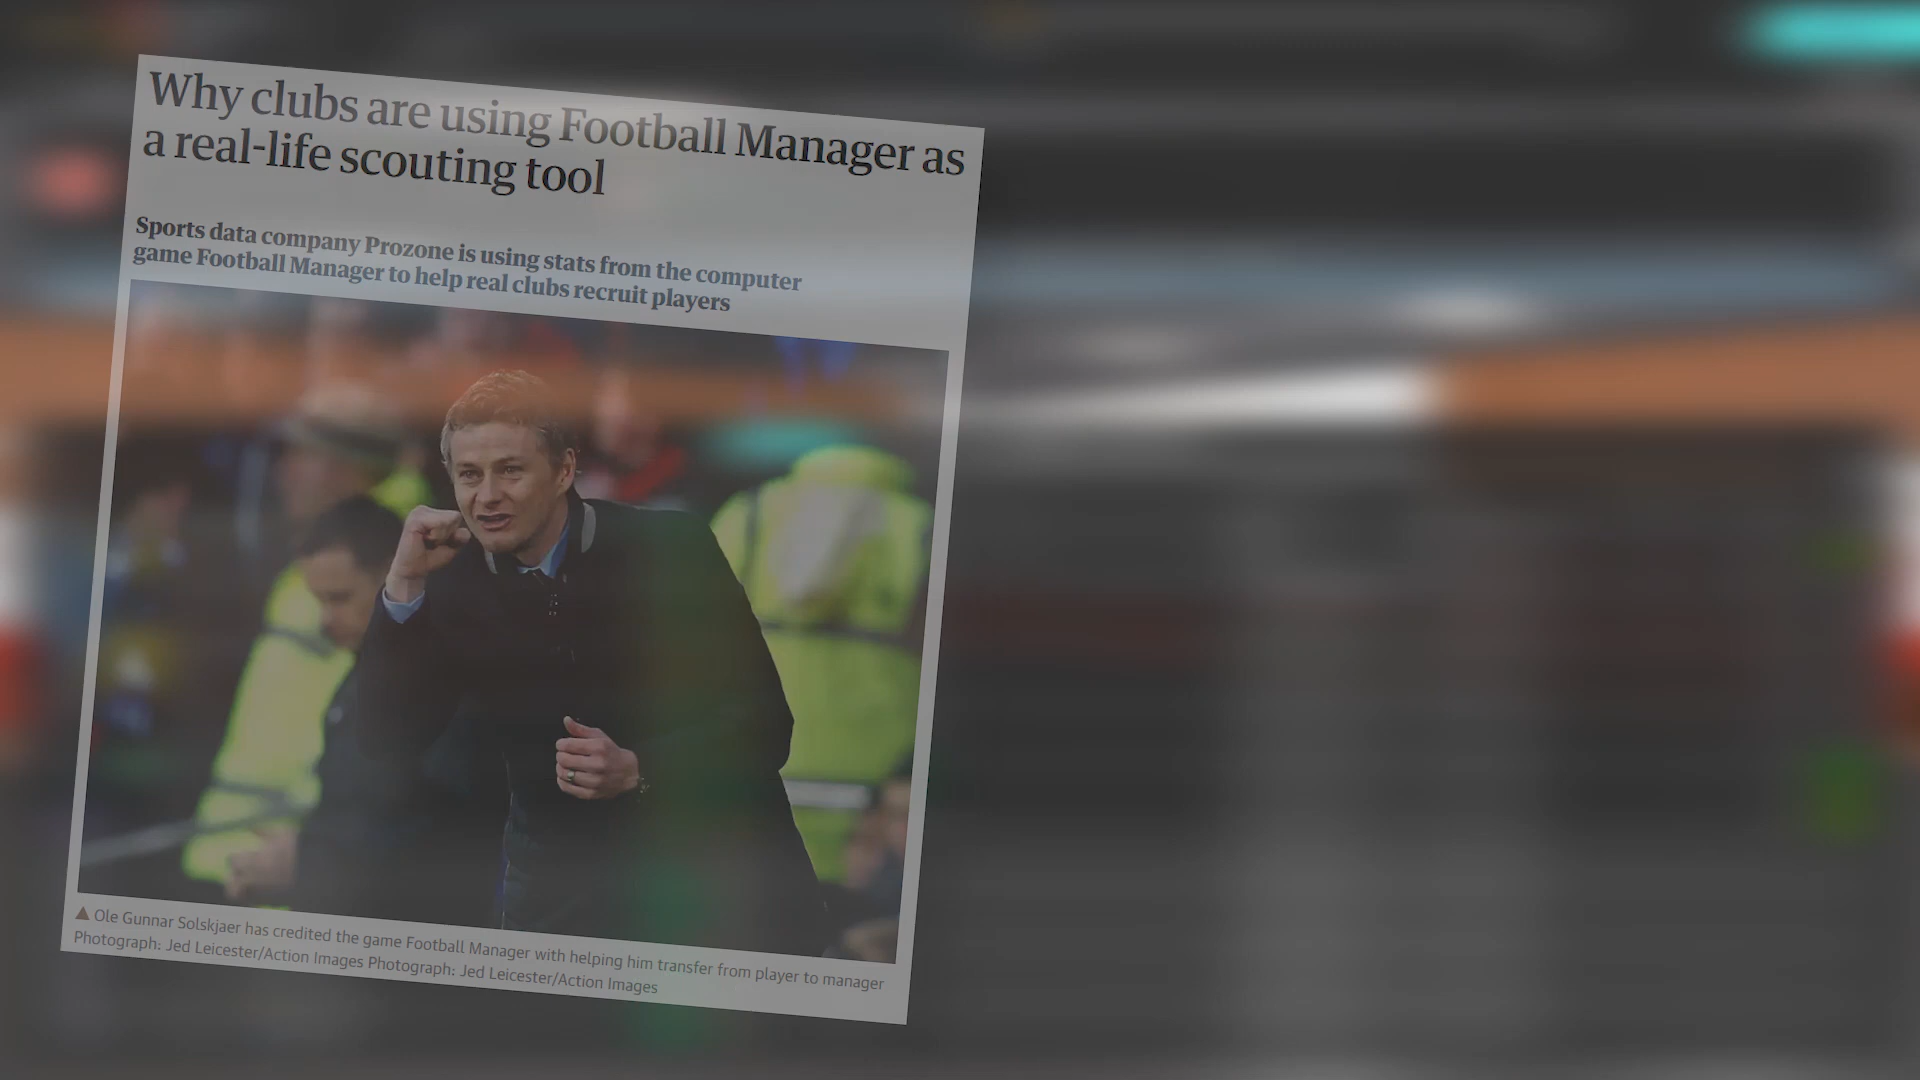 Why clubs are using Football Manager as
a real-life scouting tool
Sports data company Prozone is using stats from the computer
game Football Manager to help real clubs recruit players
▲ Ole Gunnar Solskjaer has credited the game Football Manager with helping him transfer from player to manager
Photograph: Jed Leicester/Action Images Photograph: Jed Leicester/Action Images